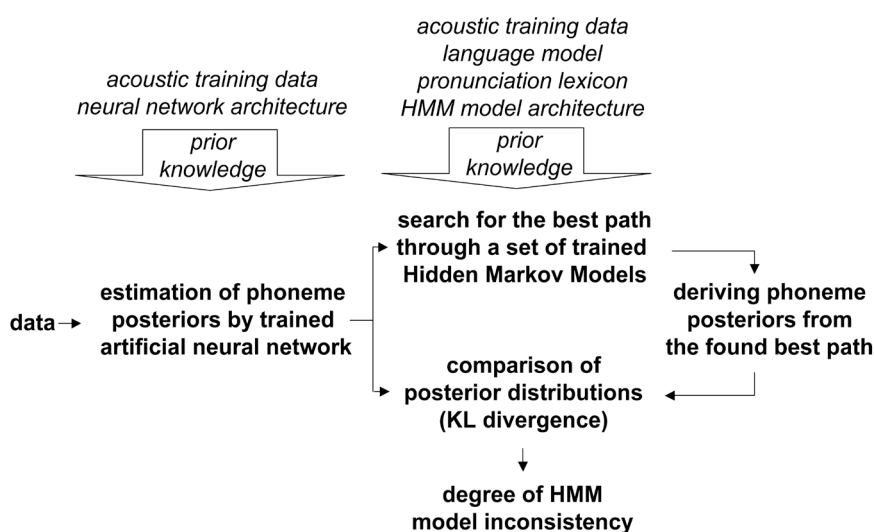 acoustic training data
neural network architecture
prior
knowledge
acoustic training data
language model
pronunciation lexicon
HMM model architecture
prior
knowledge
data
estimation of phoneme
posteriors by trained
artificial neural network
search for the best path
through a set of trained
Hidden Markov Models
deriving phoneme
posteriors from
the found best path
comparison of
posterior distributions
(KL divergence)
degree of HMM
model inconsistency